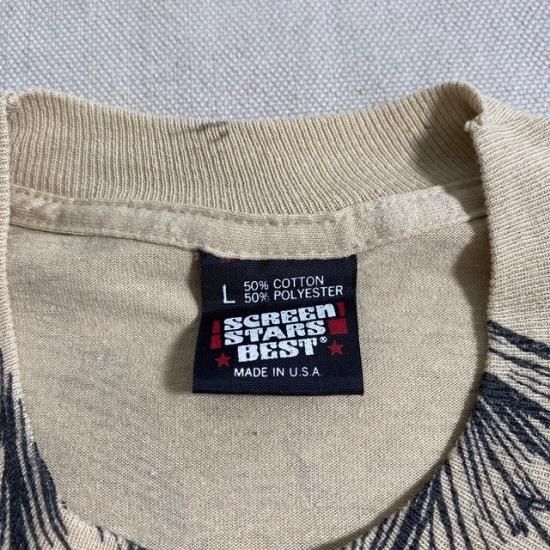 L 50% COTTON
50% POLYESTER
SCREEN
STARS
BEST®
MADE IN U.S.A.